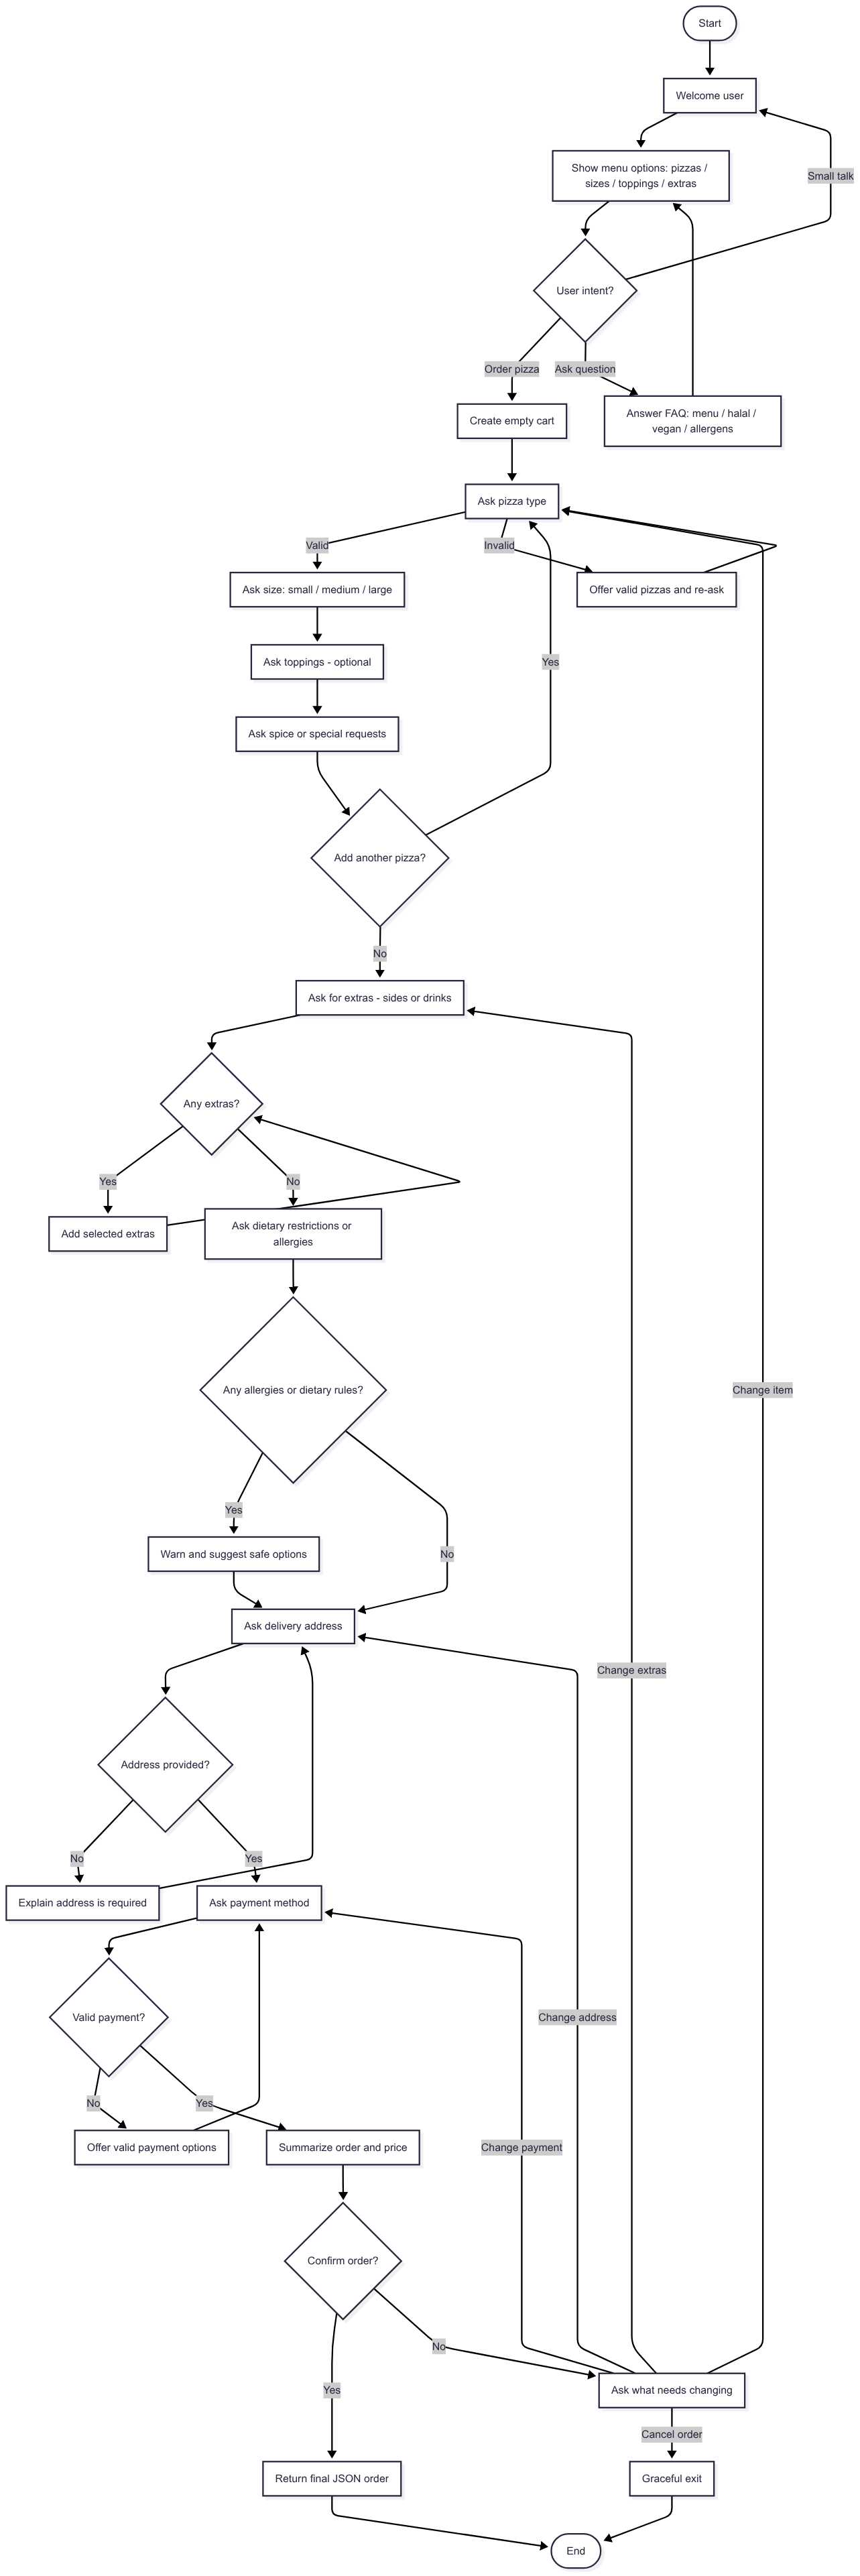 Start
Welcome user
Show menu options: pizzas /
sizes / toppings / extras
Small talk
User intent?
Order pizza
Ask question
Create empty cart
Answer FAQ: menu / halal /
vegan / allergens
Ask pizza type
Valid
Invalid
Ask size: small / medium / large
Offer valid pizzas and re-ask
Ask toppings - optional
Yes
Ask spice or special requests
Add another pizza?
No
Ask for extras - sides or drinks
Any extras?
Yes
No
Add selected extras
Ask dietary restrictions or
allergies
Any allergies or dietary rules?
Change item
Yes
No
Warn and suggest safe options
Ask delivery address
Change extras
Address provided?
No
Yes
Explain address is required
Ask payment method
Valid payment?
Change address
No
Yes
Offer valid payment options
Summarize order and price
Change payment
Confirm order?
No
Yes
Ask what needs changing
Cancel order
Return final JSON order
Graceful exit
End